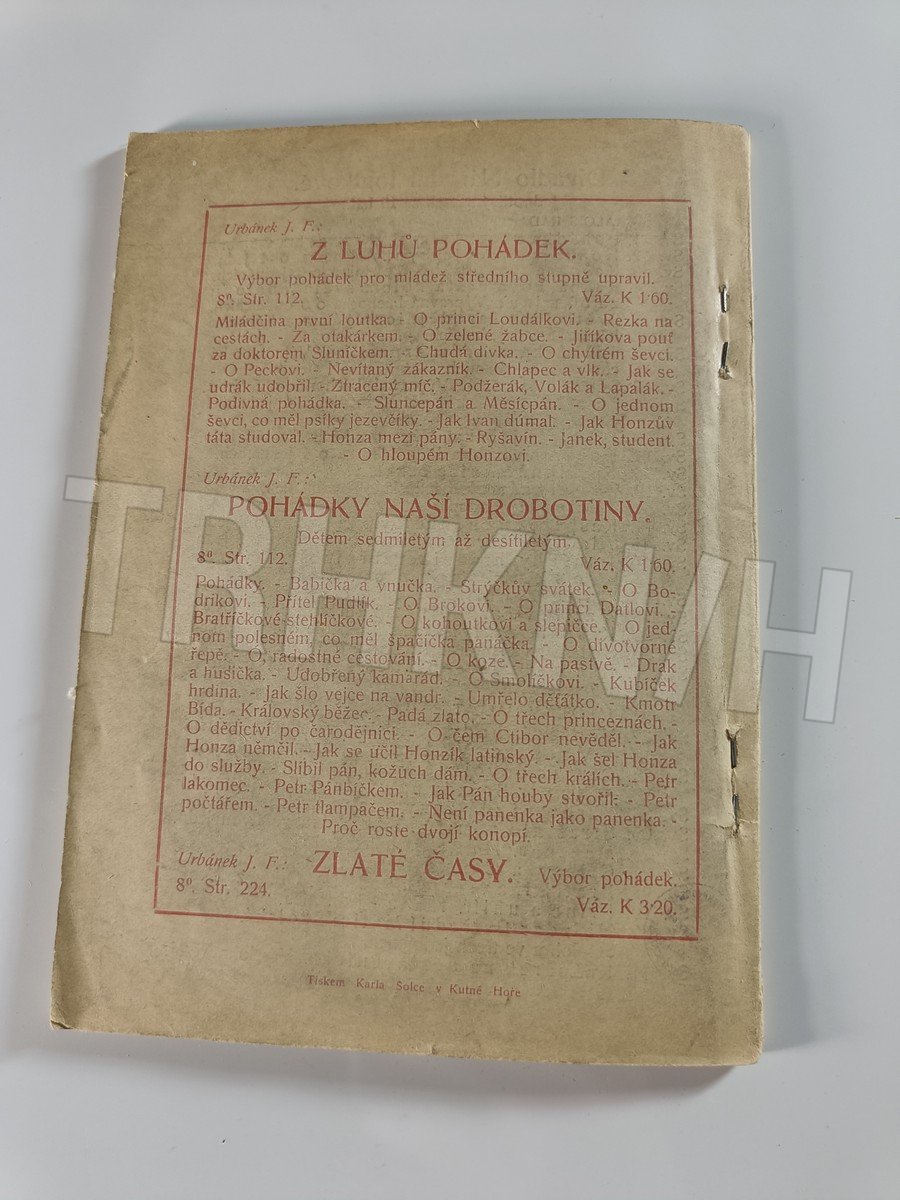 Urbánek J. F.:
Z LUHŮ POHÁDEK.
Výbor pohádek pro mládež středního stupně upravil.
8⁰. Str. 112. Váz. K 1·60.
Miládčina první loutka. - O princi Loudálkovi. - Rezka na
cestách. - Za otakárkem. - O zelené žabce. - Jiříkova pouť
za doktorem Sluníčkem. - Chudá dívka. - O chytrém ševci.
- O Peckovi. - Nevítaný zákazník. - Chlapec a vlk. - Jak se
udrák udobřil. - Ztracený míč. - Podžerák, Volák a Lapalák.
Podivná pohádka. - Sluncepán a Měsícpán. - O jednom
ševci, co měl psíky jezevčíky. - Jak Ivan dúmal. - Jak Honzův
táta studoval. - Honza mezi pány. - Ryšavín. - Janek, student.
- O hloupém Honzovi.
Urbánek J. F.:
POHÁDKY NAŠÍ DROBOTINY.
Dětem sedmiletým až desítiletým.
8⁰. Str. 112. Váz. K 1·60.
Pohádky. - Babička a vnučka. - Strýčkův svátek. - O Bo-
drikovi. - Přítel Pudlík. - O Brokovi. - O princi Datlovi. -
Bratříčkové-stehlíčkové. - O kohoutkovi a slepičce. - O jed-
nom polesném, co měl špačíčka panáčka. - O divotvorné
řepě. - O radostné cestování. - O koze. - Na pastvě. - Drak
a husička. - Udobřený kamarád. - O Smolíčkovi. - Kubíček
hrdina. - Jak šlo vejce na vandr. - Umřelo děťátko. - Kmotr
Bída. - Královský běžec. - Padá zlato. - O třech princeznách. -
O dědictví po čarodějnici. - O čem Ctibor nevěděl. - Jak
Honza němčil. - Jak se učil Honzík latinský. - Jak šel Honza
do služby. - Slíbil pán, kožuch dám. - O třech králích. - Petr
lakomec. - Petr Pánbíčkem. - Jak Pán houby stvořil. - Petr
počtářem. - Petr tlampačem. - Není panenka jako panenka. -
Proč roste dvojí konopí.
Urbánek J. F.: ZLATÉ ČASY. Výbor pohádek.
8⁰. Str. 224. Váz. K 3·20.
Tiskem Karla Šolce v Kutné Hoře
TRHKNVH